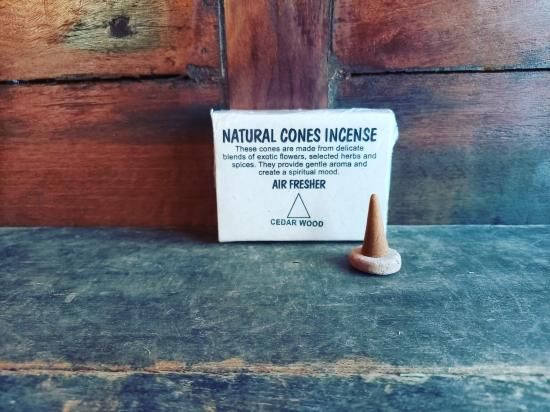 NATURAL CONES INCENSE
These cones are made from delicate
blends of exotic flowers, selected herbs and
spices. They provide gentle aroma and
create a spiritual mood.
AIR FRESHER
CEDAR WOOD